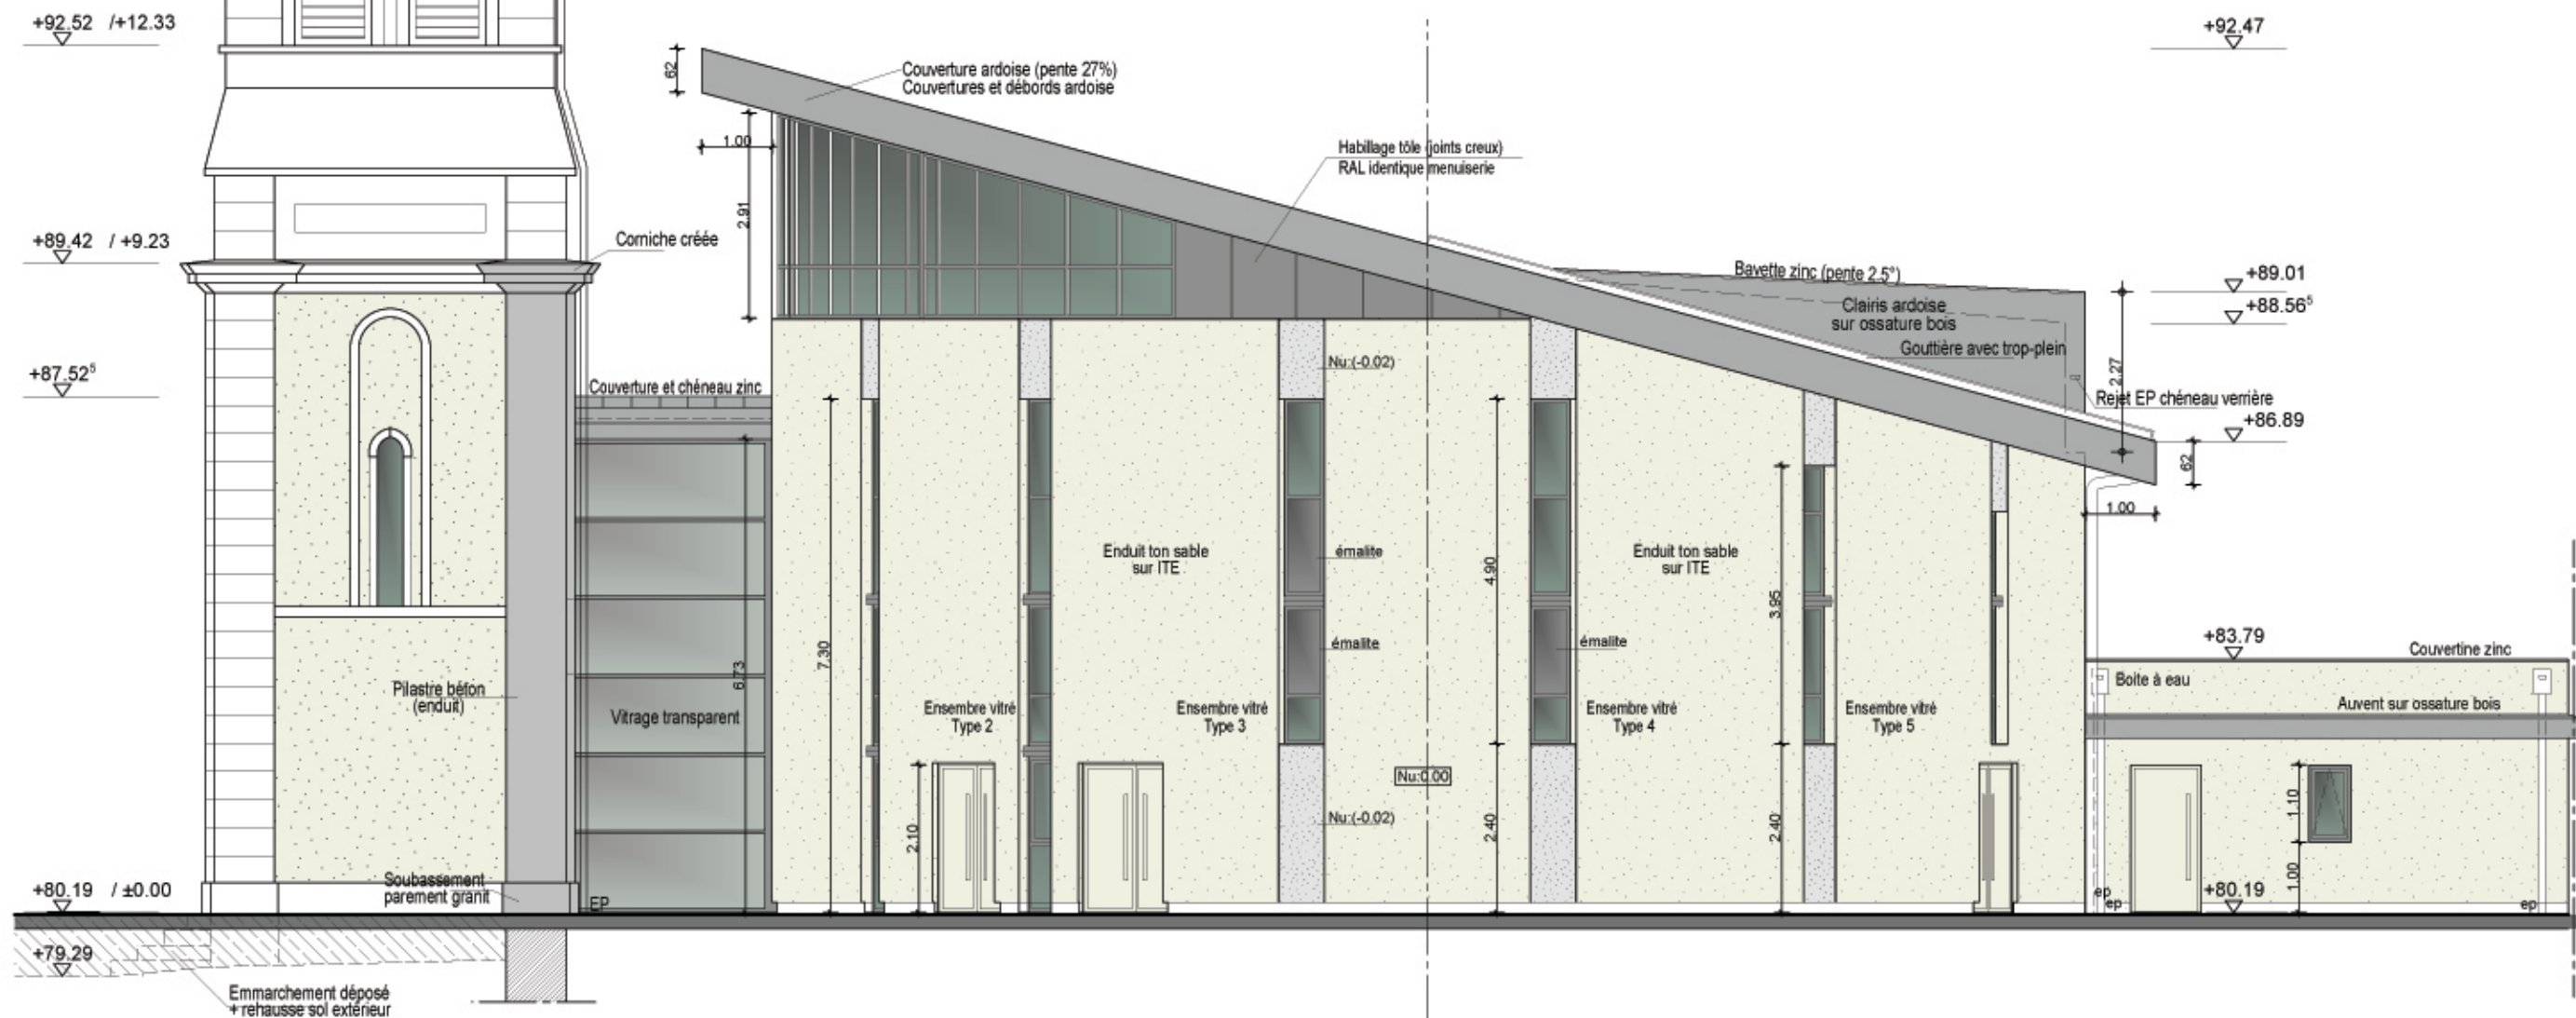 +92.52 /+12.33
+92.47
62
Couverture ardoise (pente 27%)
Couvertures et débords ardoise
1.00
Habillage tôle (joints creux)
RAL identique menuiserie
2.91
+89.42 / +9.23
Corniche créée
Bavette zinc (pente 2.5°)
+89.01
Clairis ardoise
sur ossature bois
+88.56⁵
Gouttière avec trop-plein
+87.52⁵
Couverture et chéneau zinc
Nu:(-0.02)
2.27
Rejet EP chéneau verrière
+86.89
62
1.00
Enduit ton sable
sur ITE
émalite
4.90
Enduit ton sable
sur ITE
3.95
7.30
émalite
émalite
+83.79
Couvertine zinc
6.73
Boite à eau
Pilastre béton
(enduit)
Vitrage transparent
Ensembre vitré
Type 2
Ensembre vitré
Type 3
Ensembre vitré
Type 4
Ensembre vitré
Type 5
Auvent sur ossature bois
Nu:0.00
2.10
Nu:(-0.02)
2.40
2.40
1.10
1.00
+80.19 / ±0.00
Soubassement
parement granit
EP
ep
ep
+80.19
ep
+79.29
Emmarchement déposé
+ rehausse sol extérieur